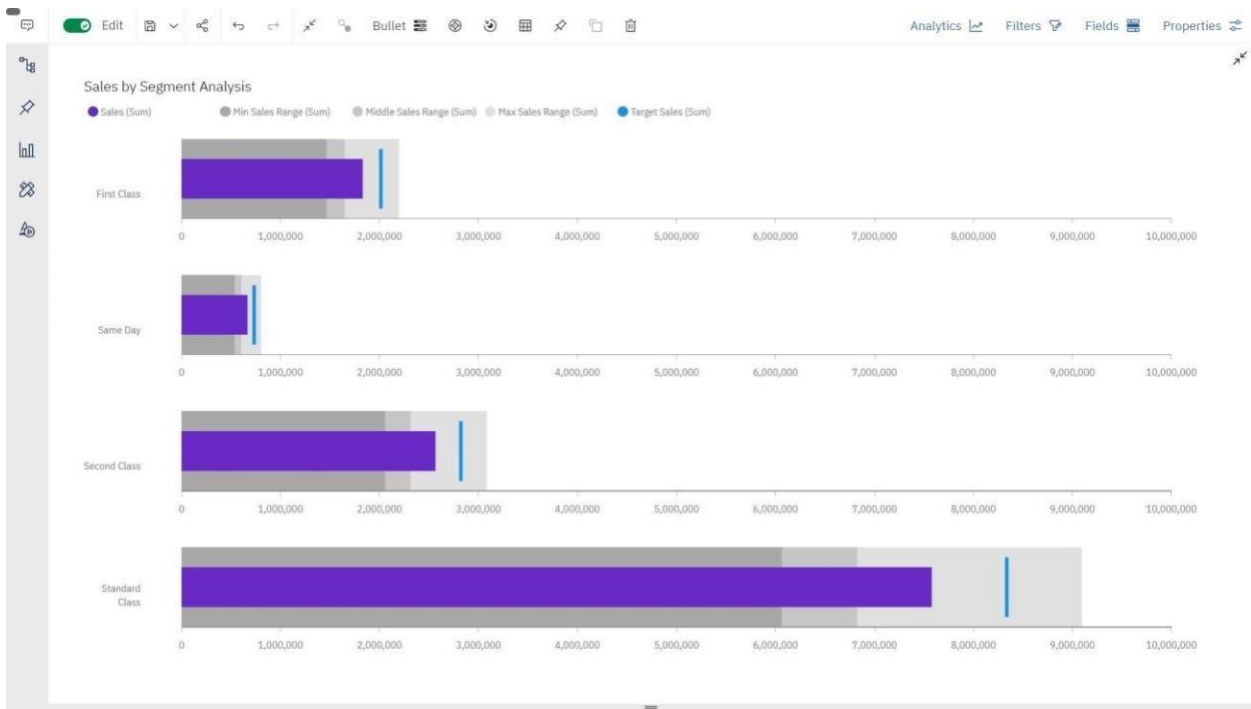 Edit Bullet Analytics Filters Fields Properties
Sales by Segment Analysis
Sales (Sum) Min Sales Range (Sum) Middle Sales Range (Sum) Max Sales Range (Sum) Target Sales (Sum)
First Class
0 1,000,000 2,000,000 3,000,000 4,000,000 5,000,000 6,000,000 7,000,000 8,000,000 9,000,000 10,000,000
Same Day
0 1,000,000 2,000,000 3,000,000 4,000,000 5,000,000 6,000,000 7,000,000 8,000,000 9,000,000 10,000,000
Second Class
0 1,000,000 2,000,000 3,000,000 4,000,000 5,000,000 6,000,000 7,000,000 8,000,000 9,000,000 10,000,000
Standard
Class
0 1,000,000 2,000,000 3,000,000 4,000,000 5,000,000 6,000,000 7,000,000 8,000,000 9,000,000 10,000,000